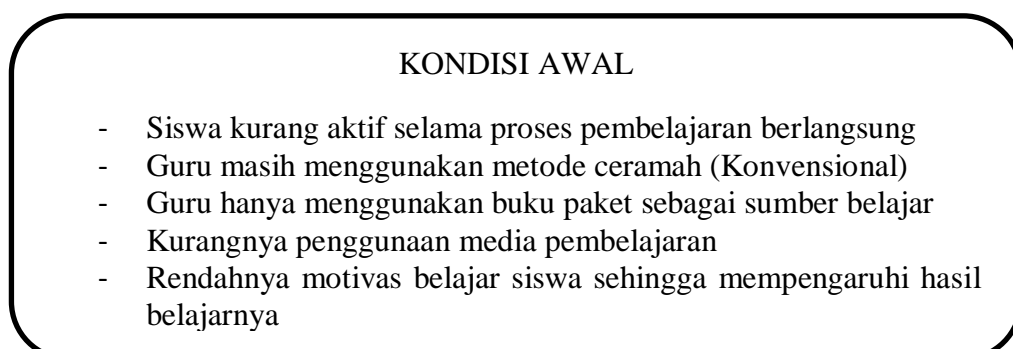 KONDISI AWAL
- Siswa kurang aktif selama proses pembelajaran berlangsung
- Guru masih menggunakan metode ceramah (Konvensional)
- Guru hanya menggunakan buku paket sebagai sumber belajar
- Kurangnya penggunaan media pembelajaran
- Rendahnya motivas belajar siswa sehingga mempengaruhi hasil
belajarnya